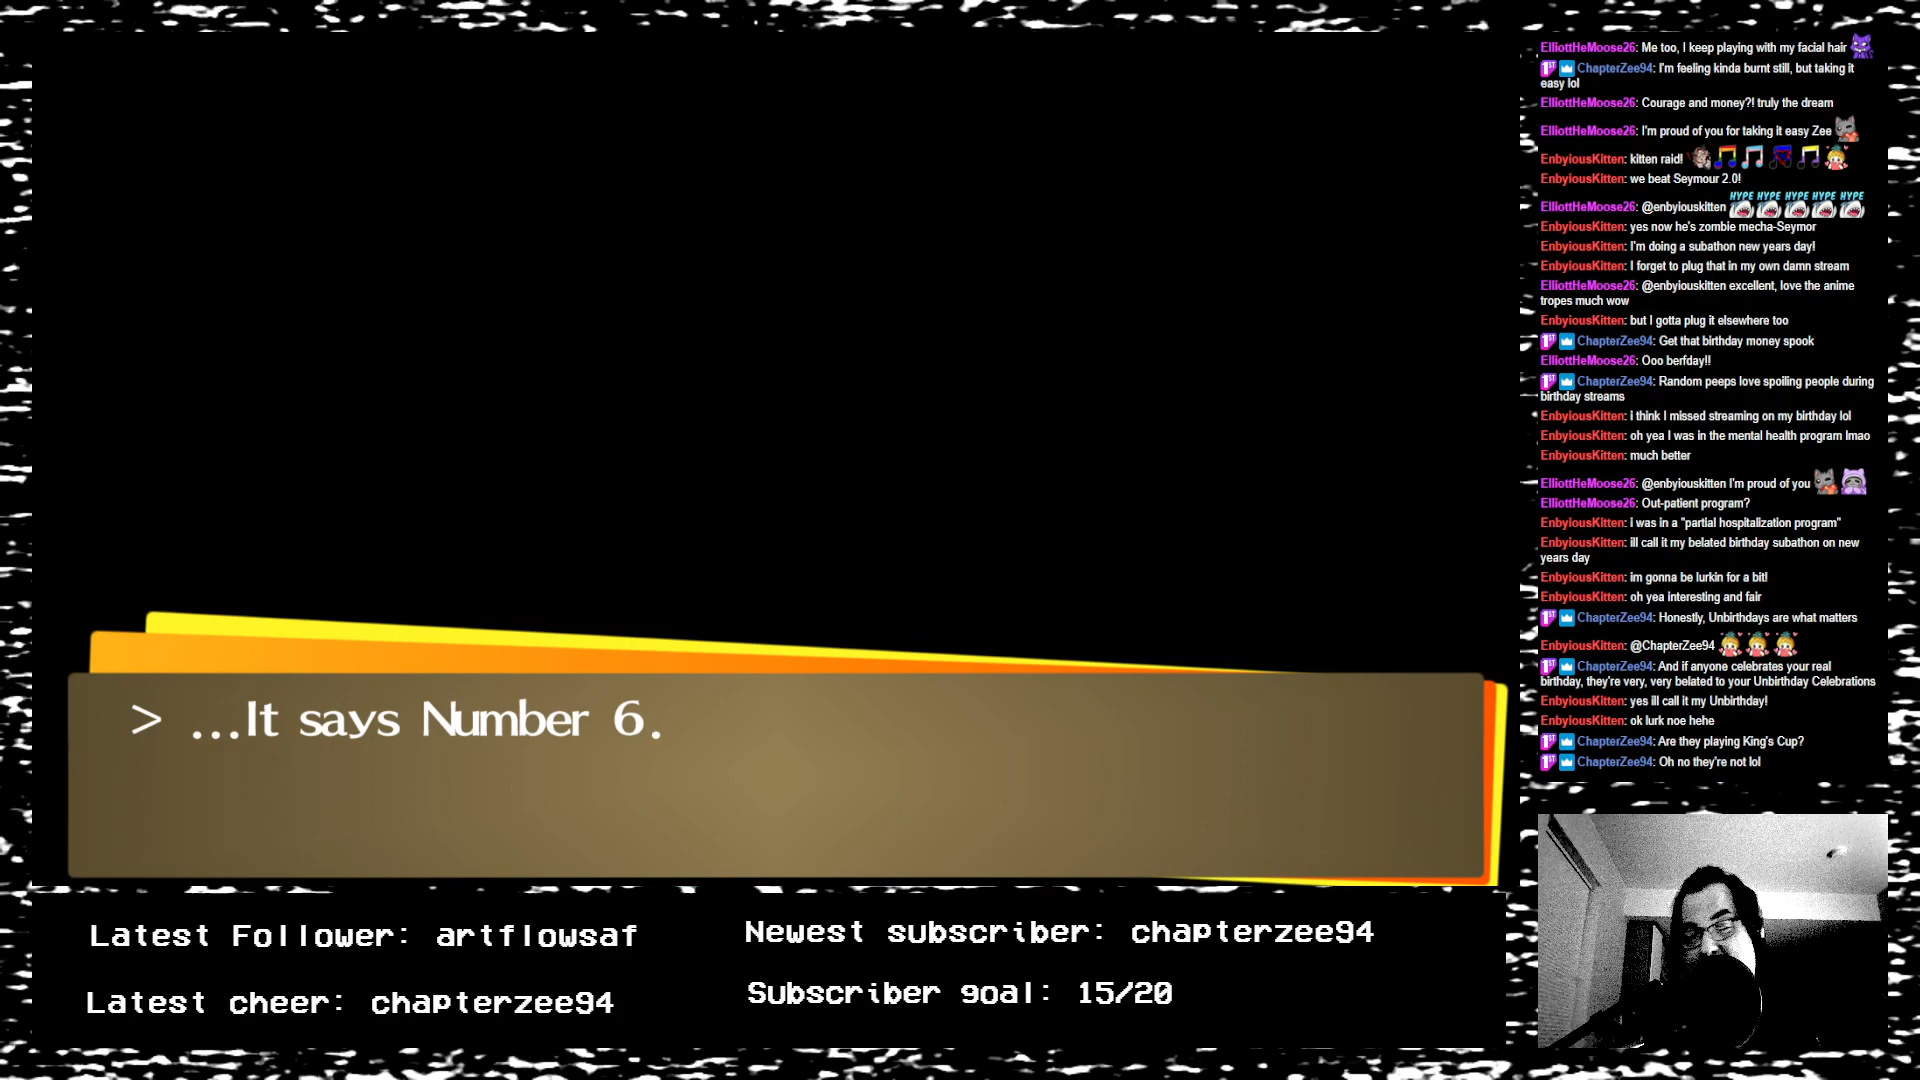 ElliottHeMoose26: Me too, I keep playing with my facial hair
ChapterZee94: I'm feeling kinda burnt still, but taking it
easy lol
ElliottHeMoose26: Courage and money?! truly the dream
ElliottHeMoose26: I'm proud of you for taking it easy Zee
EnbyiousKitten: kitten raid!
EnbyiousKitten: we beat Seymour 2.0!
ElliottHeMoose26: @enbyiouskitten HYPE HYPE HYPE HYPE HYPE
EnbyiousKitten: yes now he's zombie mecha-Seymor
EnbyiousKitten: I'm doing a subathon new years day!
EnbyiousKitten: I forget to plug that in my own damn stream
ElliottHeMoose26: @enbyiouskitten excellent, love the anime
tropes much wow
EnbyiousKitten: but I gotta plug it elsewhere too
ChapterZee94: Get that birthday money spook
ElliottHeMoose26: Ooo berfday!!
ChapterZee94: Random peeps love spoiling people during
birthday streams
EnbyiousKitten: i think I missed streaming on my birthday lol
EnbyiousKitten: oh yea I was in the mental health program lmao
EnbyiousKitten: much better
ElliottHeMoose26: @enbyiouskitten I'm proud of you
ElliottHeMoose26: Out-patient program?
EnbyiousKitten: i was in a "partial hospitalization program"
EnbyiousKitten: ill call it my belated birthday subathon on new
years day
EnbyiousKitten: im gonna be lurkin for a bit!
EnbyiousKitten: oh yea interesting and fair
ChapterZee94: Honestly, Unbirthdays are what matters
EnbyiousKitten: @ChapterZee94
ChapterZee94: And if anyone celebrates your real
birthday, they're very, very belated to your Unbirthday Celebrations
EnbyiousKitten: yes ill call it my Unbirthday!
EnbyiousKitten: ok lurk noe hehe
ChapterZee94: Are they playing King's Cup?
ChapterZee94: Oh no they're not lol
> ...It says Number 6.
Latest Follower: artflowsaf
Newest subscriber: chapterzee94
Latest cheer: chapterzee94
Subscriber goal: 15/20